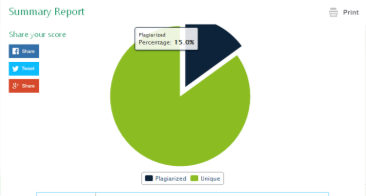 Summary Report
Print
Share your score
Share
Tweet
Share
Plagiarized
Percentage: 15.0%
Plagiarized
Unique